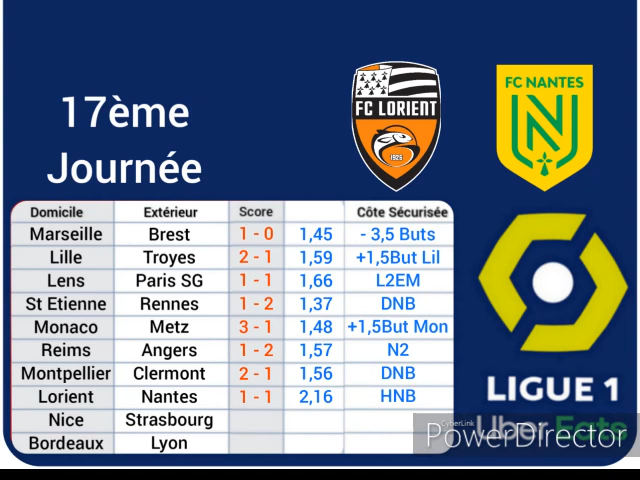 17ème
Journée
FC LORIENT
1926
FC NANTES
N
Domicile Extérieur Score Côte Sécurisée
Marseille Brest 1 - 0 1,45 - 3,5 Buts
Lille Troyes 2 - 1 1,59 +1,5But Lil
Lens Paris SG 1 - 1 1,66 L2EM
St Etienne Rennes 1 - 2 1,37 DNB
Monaco Metz 3 - 1 1,48 +1,5But Mon
Reims Angers 1 - 2 1,57 N2
Montpellier Clermont 2 - 1 1,56 DNB
Lorient Nantes 1 - 1 2,16 HNB
Nice Strasbourg
Bordeaux Lyon
LIGUE 1
Uber Eats
CyberLink
PowerDirector